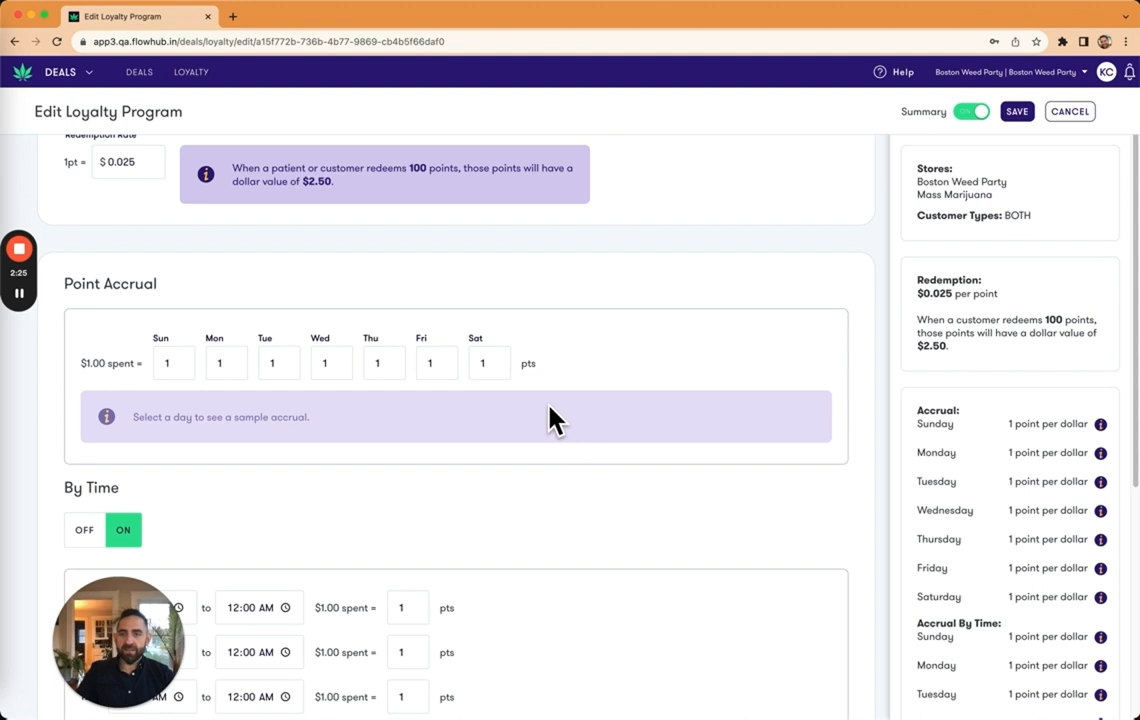 Edit Loyalty Program
app3.qa.flowhub.in/deals/loyalty/edit/a15f772b-736b-4b77-9869-cb4b5f66daf0
DEALS
DEALS
LOYALTY
Help
Boston Weed Party | Boston Weed Party
KC
Edit Loyalty Program
Summary
ON
SAVE
CANCEL
Redemption Rate
1pt =
$ 0.025
When a patient or customer redeems 100 points, those points will have a
dollar value of $2.50.
2:25
Point Accrual
Sun Mon Tue Wed Thu Fri Sat
$1.00 spent = 1 1 1 1 1 1 1 pts
Select a day to see a sample accrual.
By Time
OFF ON
to 12:00 AM $1.00 spent = 1 pts
to 12:00 AM $1.00 spent = 1 pts
AM to 12:00 AM $1.00 spent = 1 pts
Stores:
Boston Weed Party
Mass Marijuana
Customer Types: BOTH
Redemption:
$0.025 per point
When a customer redeems 100 points,
those points will have a dollar value of
$2.50.
Accrual:
Sunday 1 point per dollar
Monday 1 point per dollar
Tuesday 1 point per dollar
Wednesday 1 point per dollar
Thursday 1 point per dollar
Friday 1 point per dollar
Saturday 1 point per dollar
Accrual By Time:
Sunday 1 point per dollar
Monday 1 point per dollar
Tuesday 1 point per dollar